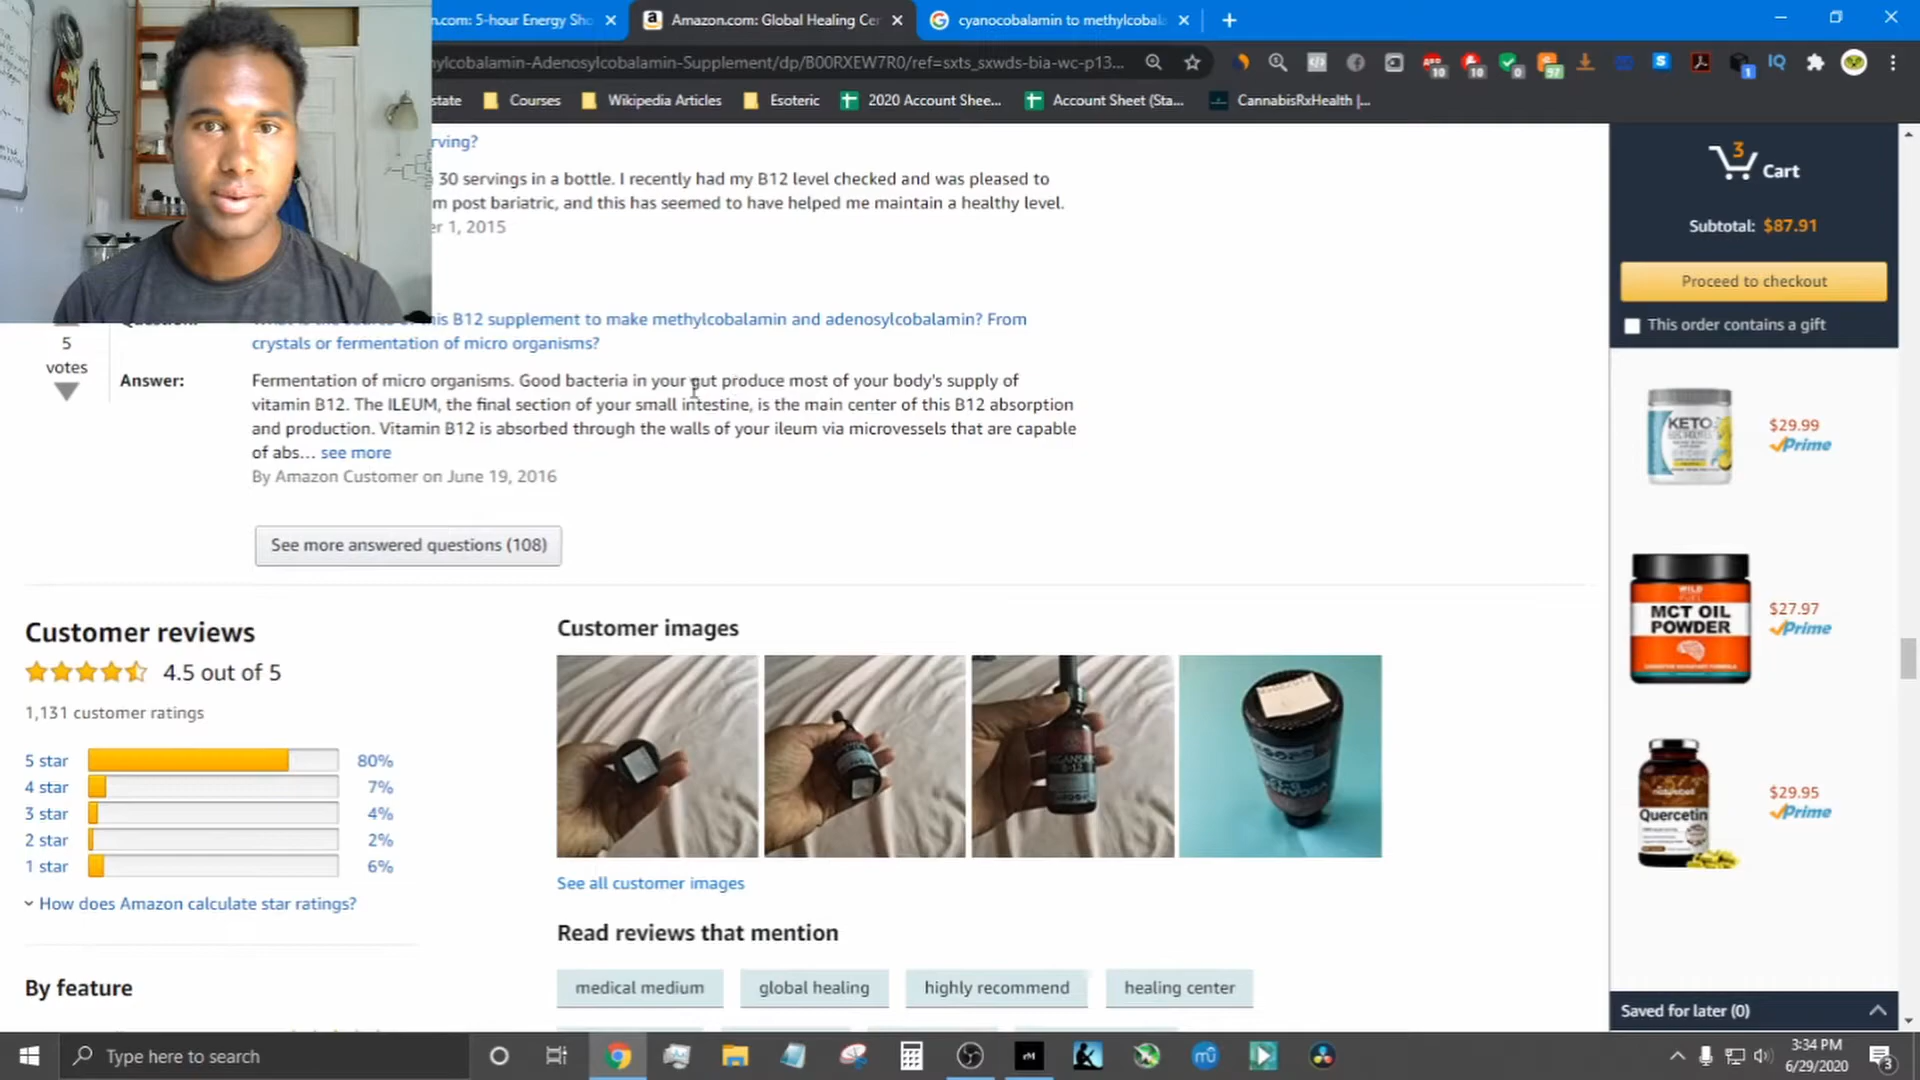 .com: 5-hour Energy Sho
Amazon.com: Global Healing Cen
cyanocobalamin to methylcobala
ylcobalamin-Adenosylcobalamin-Supplement/dp/B00RXEW7R0/ref=sxts_sxwds-bia-wc-p13...
state
Courses
Wikipedia Articles
Esoteric
2020 Account Shee...
Account Sheet (Sta...
CannabisRxHealth |...
rving?
30 servings in a bottle. I recently had my B12 level checked and was pleased to
m post bariatric, and this has seemed to have helped me maintain a healthy level.
er 1, 2015
this B12 supplement to make methylcobalamin and adenosylcobalamin? From
crystals or fermentation of micro organisms?
5
votes
Answer:
Fermentation of micro organisms. Good bacteria in your gut produce most of your body's supply of
vitamin B12. The ILEUM, the final section of your small intestine, is the main center of this B12 absorption
and production. Vitamin B12 is absorbed through the walls of your ileum via microvessels that are capable
of abs... see more
By Amazon Customer on June 19, 2016
See more answered questions (108)
Customer reviews
4.5 out of 5
1,131 customer ratings
5 star 80%
4 star 7%
3 star 4%
2 star 2%
1 star 6%
How does Amazon calculate star ratings?
By feature
Customer images
See all customer images
Read reviews that mention
medical medium
global healing
highly recommend
healing center
3
Cart
Subtotal: $87.91
Proceed to checkout
This order contains a gift
KETO
$29.99
Prime
WILD
FUEL
MCT OIL
POWDER
$27.97
Prime
Quercetin
$29.95
Prime
Saved for later (0)
Type here to search
3:34 PM
6/29/2020
3